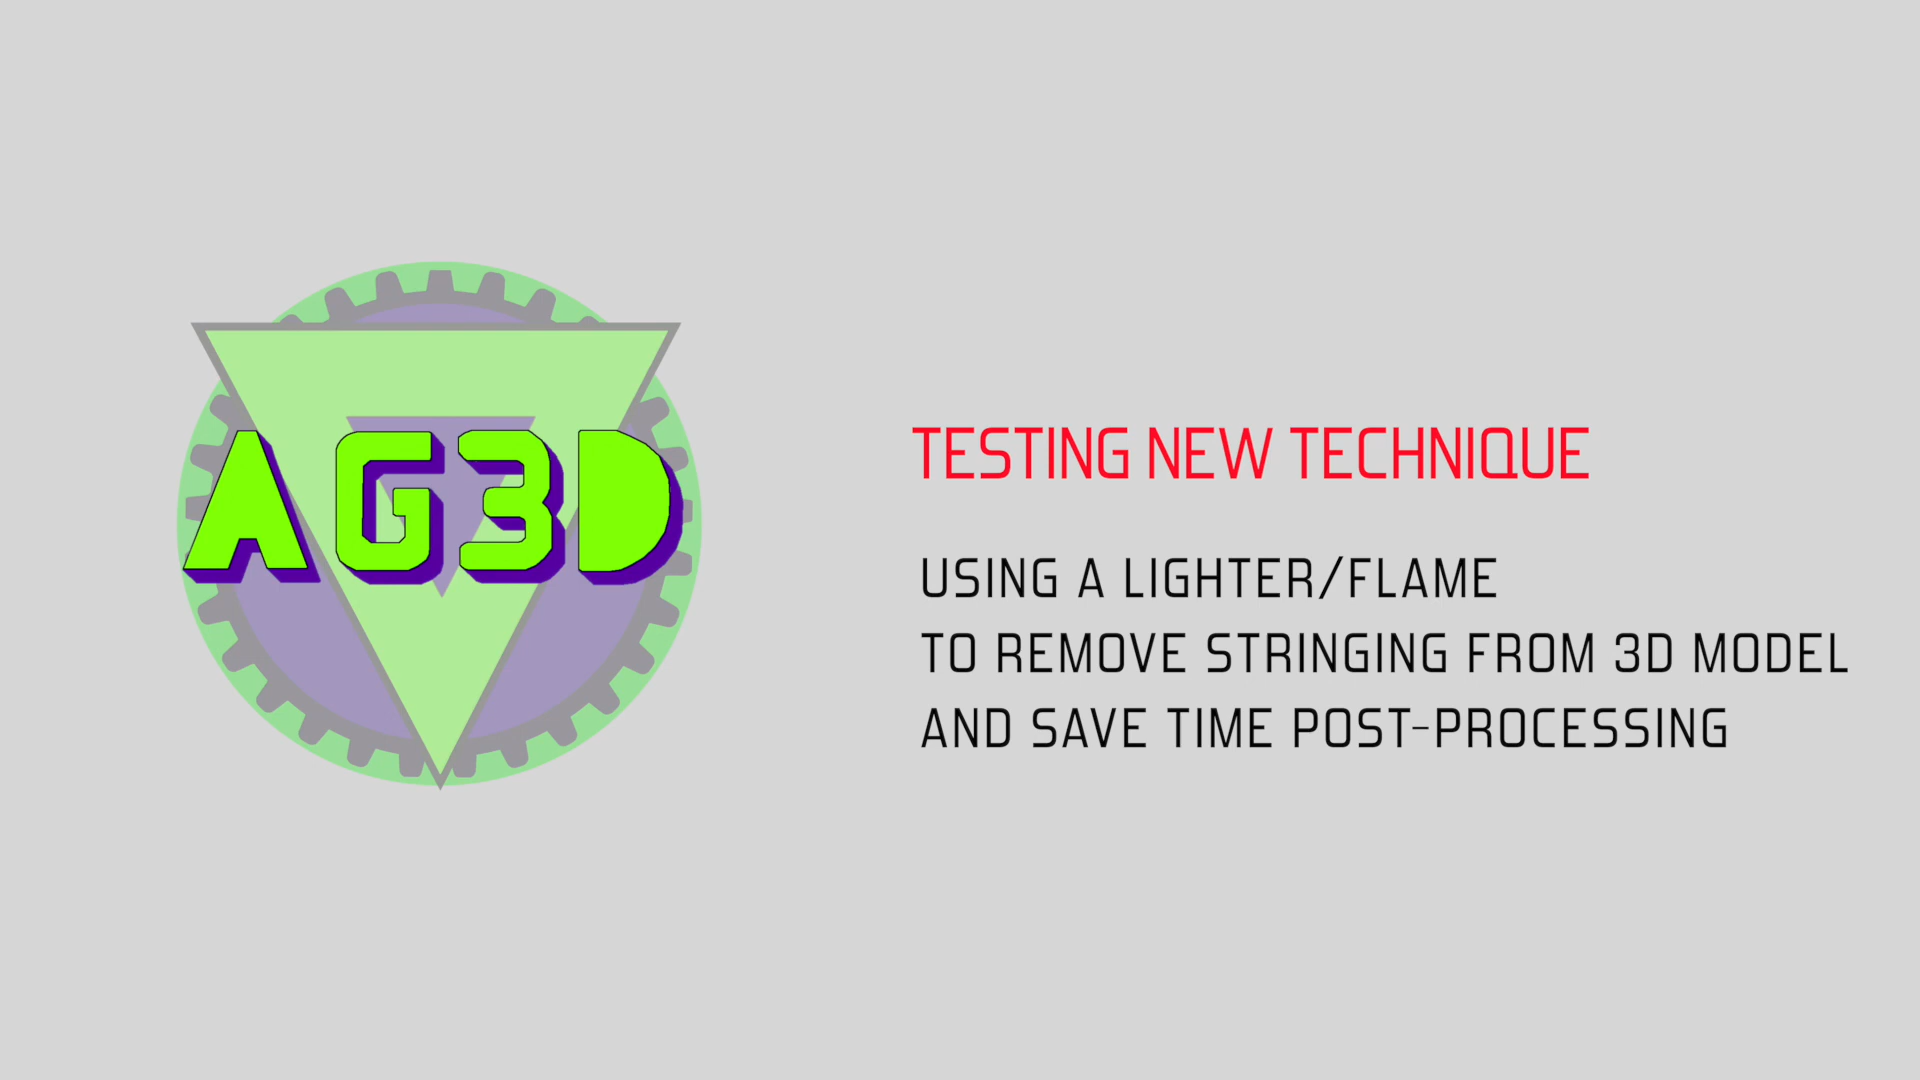 AG3D
TESTING NEW TECHNIQUE
USING A LIGHTER/FLAME
TO REMOVE STRINGING FROM 3D MODEL
AND SAVE TIME POST-PROCESSING